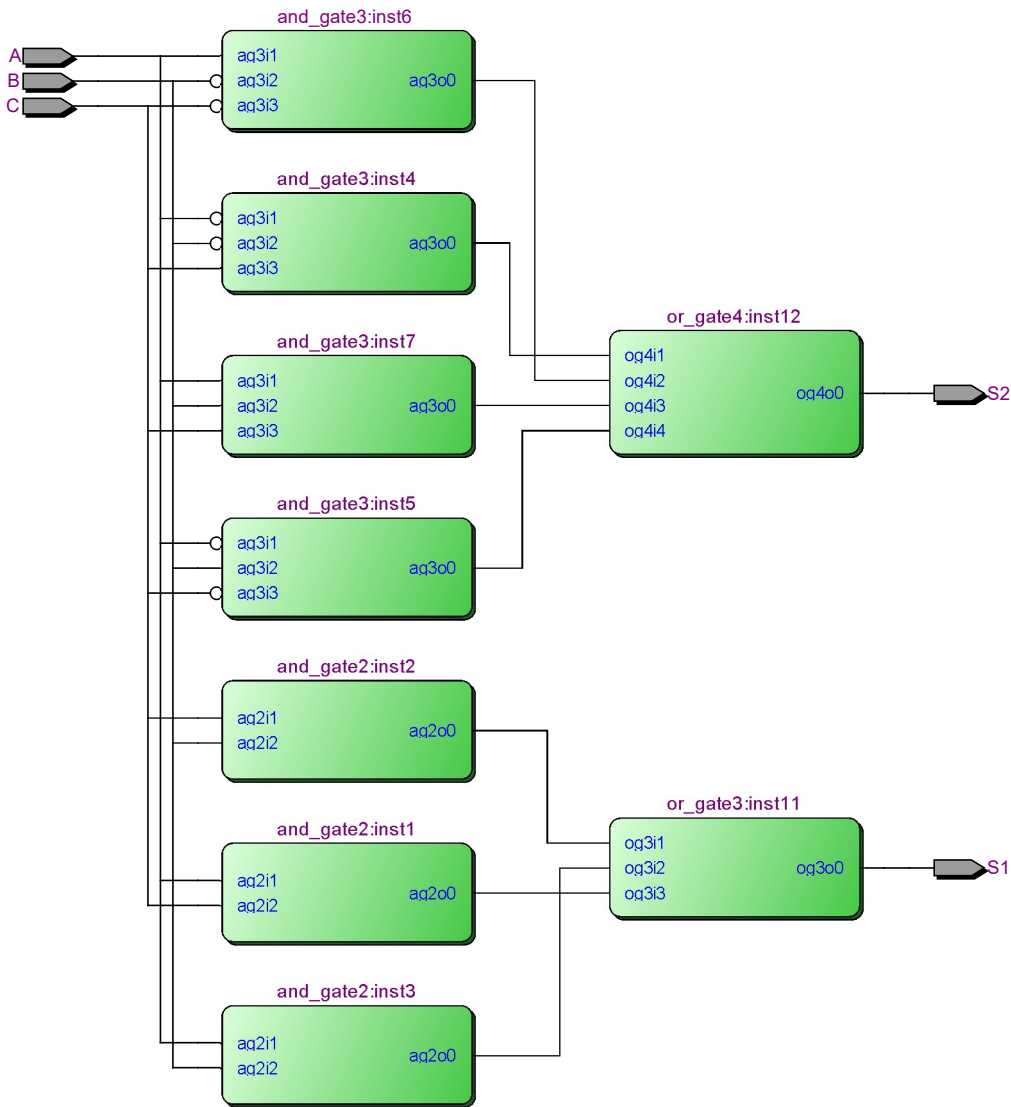 and_gate3:inst6
A
B
C
ag3i1
ag3i2
ag3i3
ag3o0
and_gate3:inst4
ag3i1
ag3i2
ag3i3
ag3o0
and_gate3:inst7
ag3i1
ag3i2
ag3i3
ag3o0
or_gate4:inst12
og4i1
og4i2
og4i3
og4i4
og4o0
S2
and_gate3:inst5
ag3i1
ag3i2
ag3i3
ag3o0
and_gate2:inst2
ag2i1
ag2i2
ag2o0
and_gate2:inst1
ag2i1
ag2i2
ag2o0
or_gate3:inst11
og3i1
og3i2
og3i3
og3o0
S1
and_gate2:inst3
ag2i1
ag2i2
ag2o0